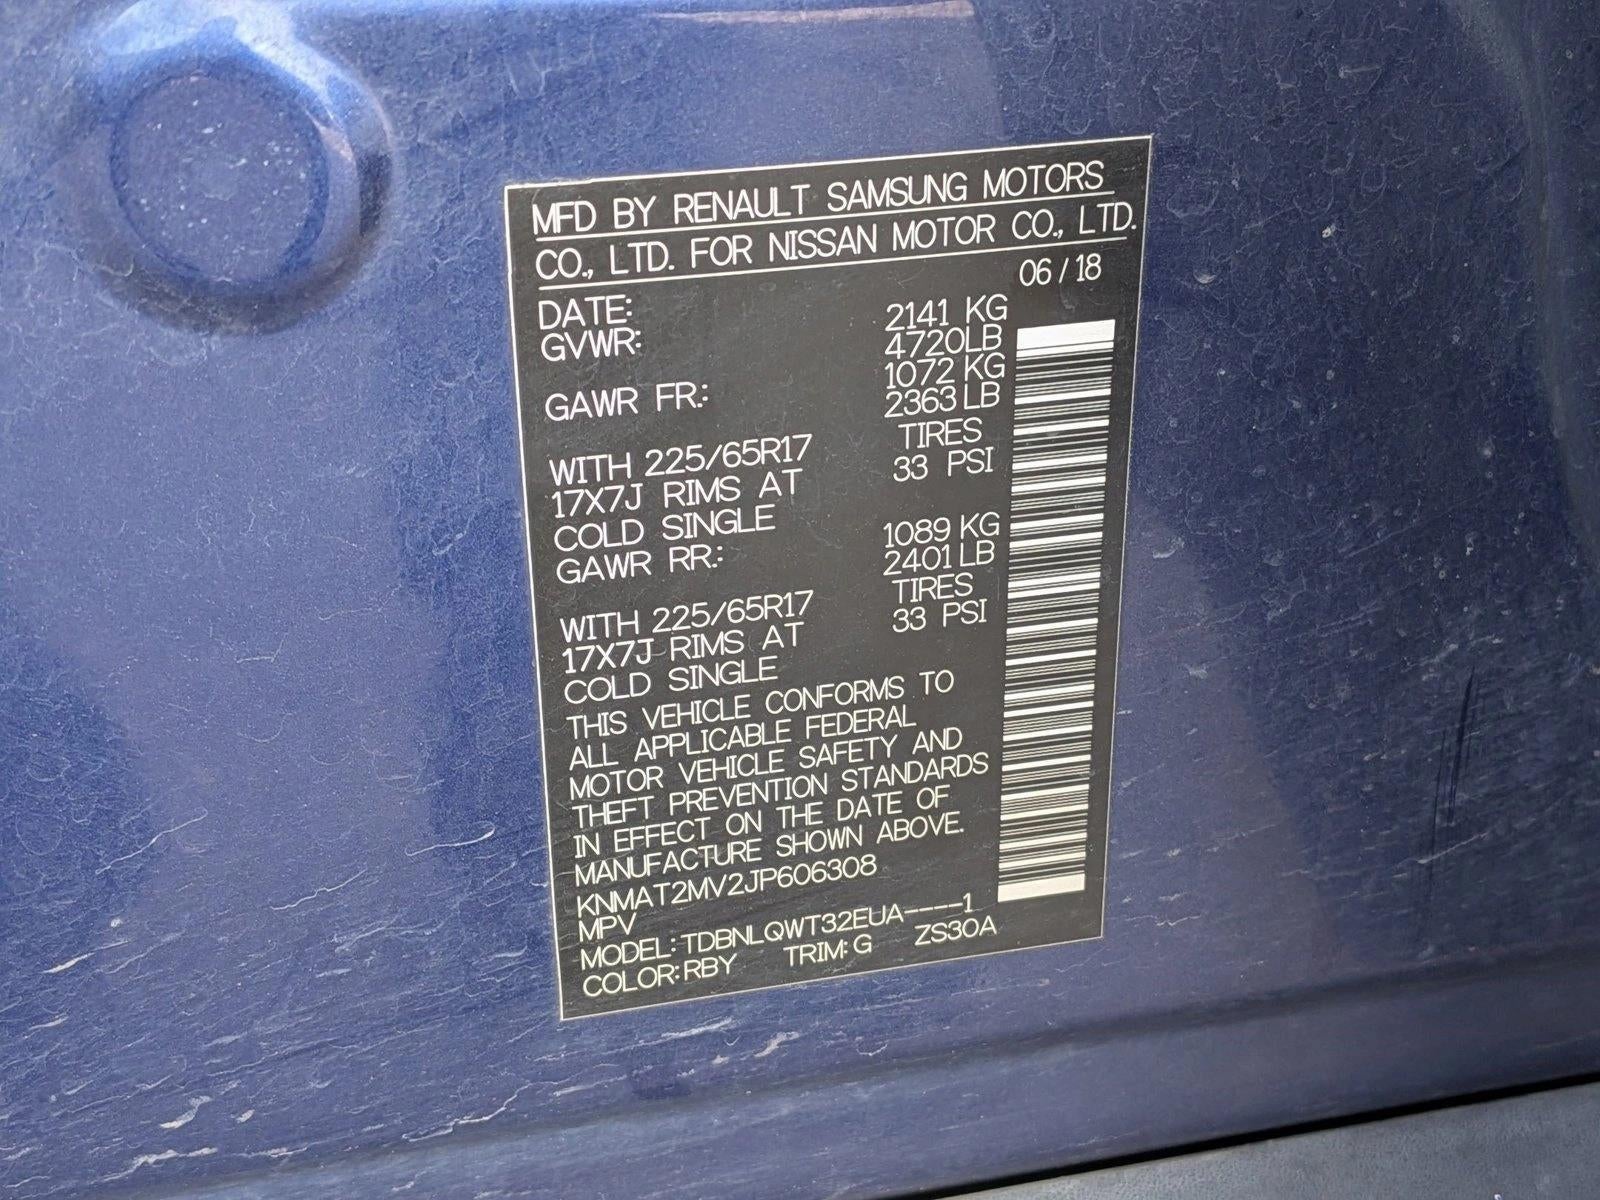 MFD BY RENAULT SAMSUNG MOTORS
CO., LTD. FOR NISSAN MOTOR CO., LTD.
DATE: 06 / 18
GVWR: 2141 KG
4720LB
GAWR FR.: 1072 KG
2363 LB
WITH 225/65R17 TIRES
17X7J RIMS AT 33 PSI
COLD SINGLE
GAWR RR.: 1089 KG
2401 LB
WITH 225/65R17 TIRES
17X7J RIMS AT 33 PSI
COLD SINGLE
THIS VEHICLE CONFORMS TO
ALL APPLICABLE FEDERAL
MOTOR VEHICLE SAFETY AND
THEFT PREVENTION STANDARDS
IN EFFECT ON THE DATE OF
MANUFACTURE SHOWN ABOVE.
KNMAT2MV2JP606308
MPV
MODEL: TDBNLQWT32EUA----1
COLOR: RBY TRIM: G ZS30A